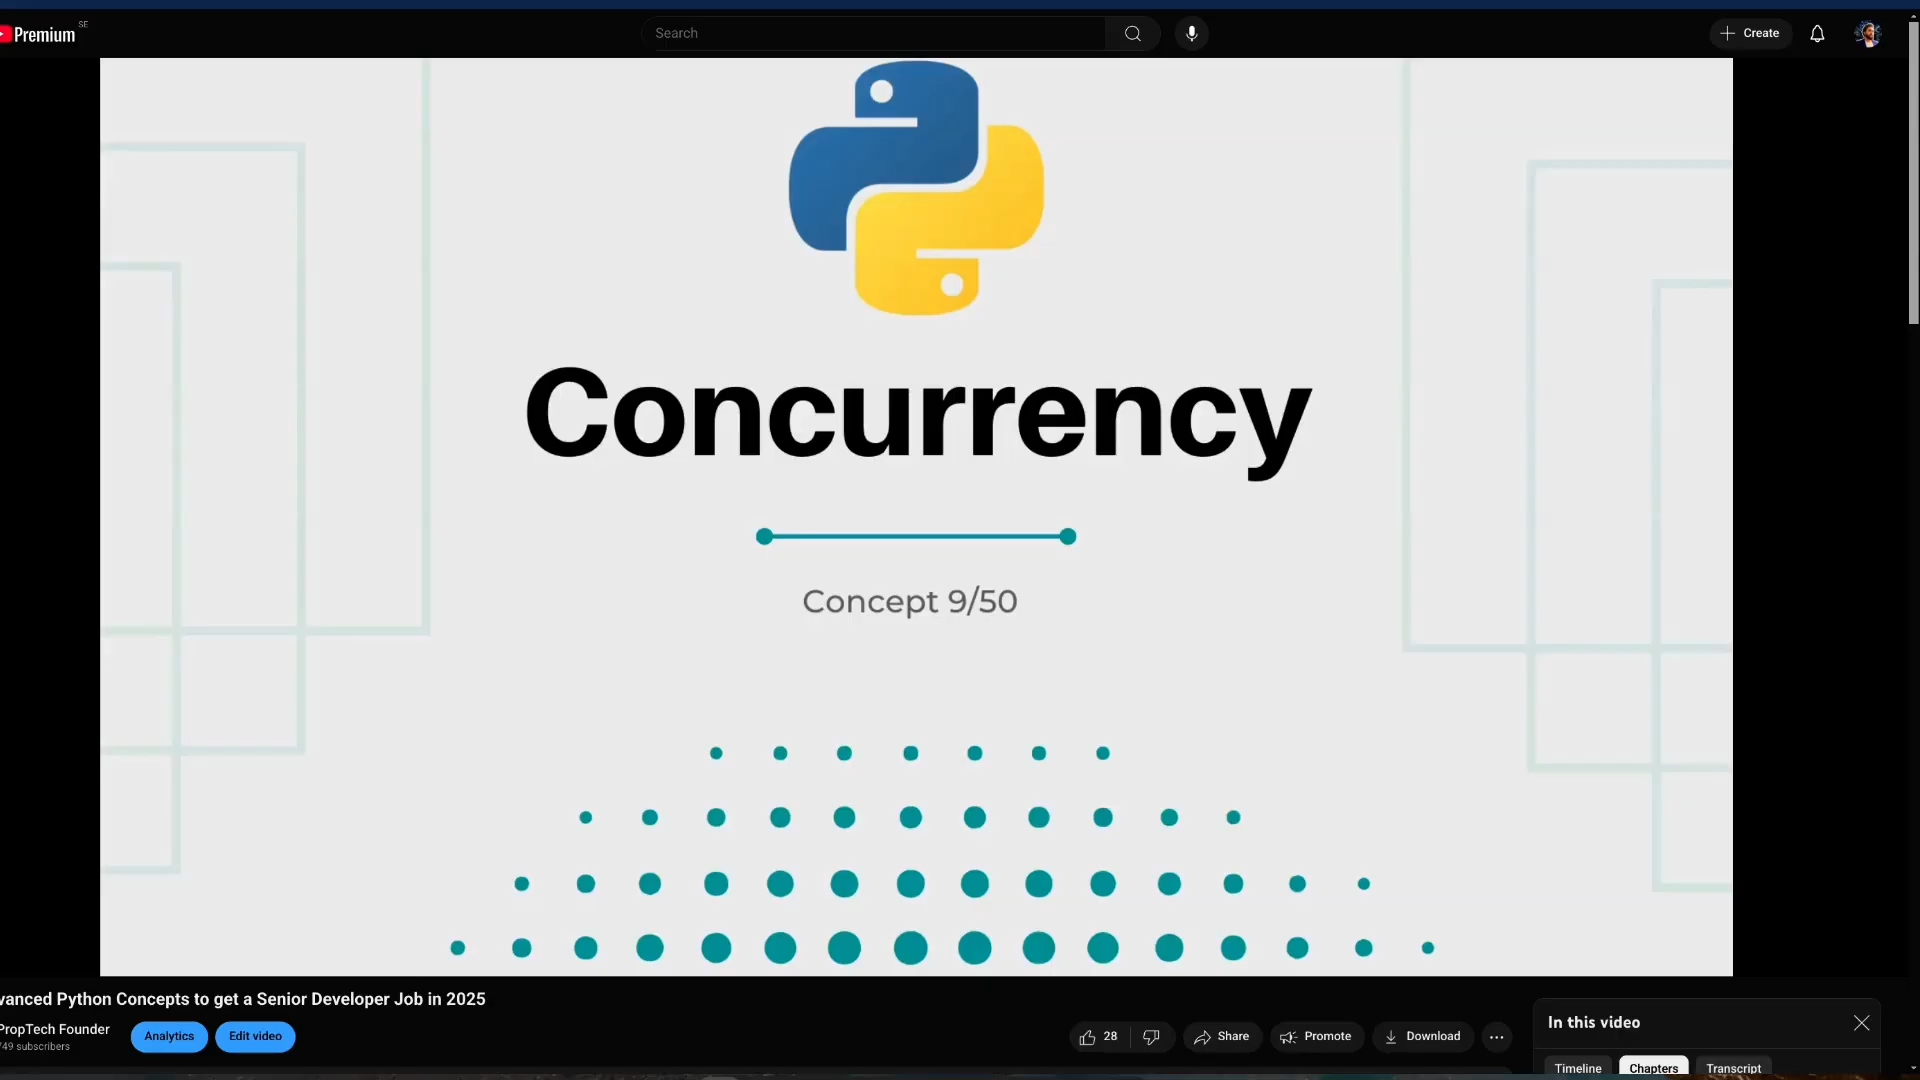 Premium SE
Search
Create
Concurrency
Concept 9/50
vanced Python Concepts to get a Senior Developer Job in 2025
PropTech Founder
749 subscribers
Analytics
Edit video
28
Share
Promote
Download
In this video
Timeline
Chapters
Transcript